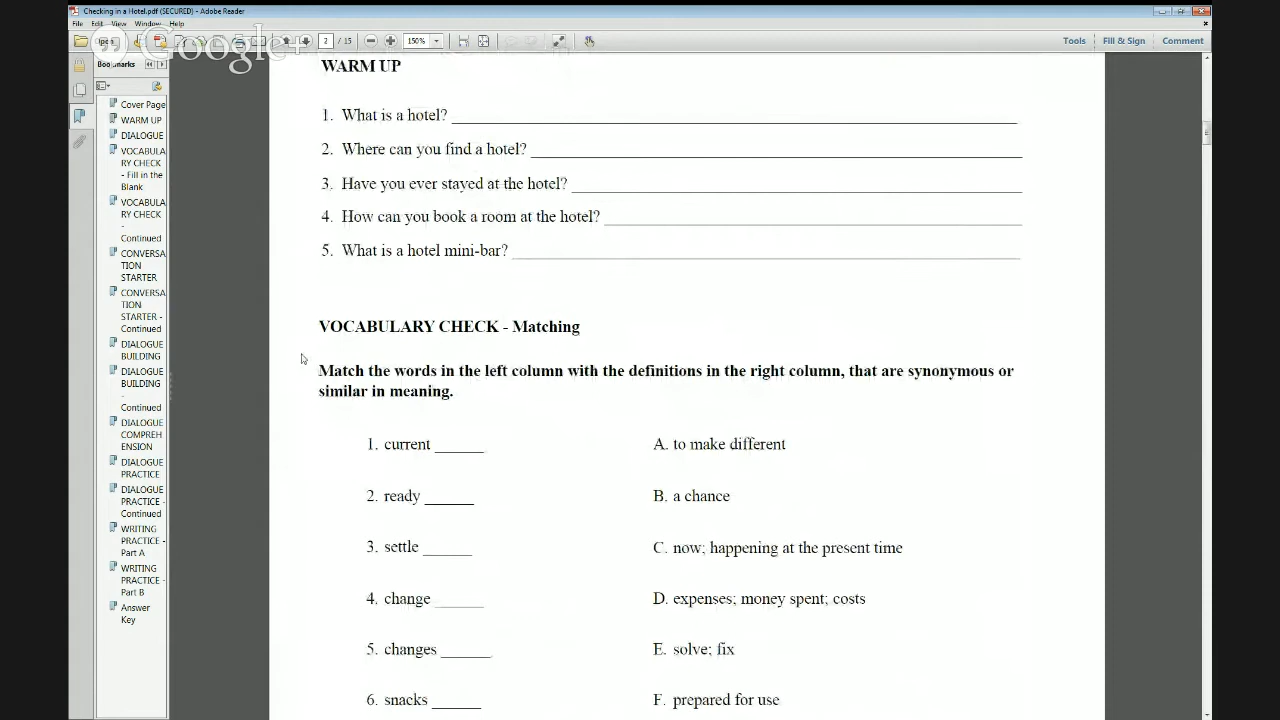 Checking in a Hotel.pdf (SECURED) - Adobe Reader
File Edit View Window Help
Open
2 / 15
150%
Tools
Fill & Sign
Comment
Google+
Bookmarks
Cover Page
WARM UP
DIALOGUE
VOCABULA
RY CHECK
- Fill in the
Blank
VOCABULA
RY CHECK
-
Continued
CONVERSA
TION
STARTER
CONVERSA
TION
STARTER -
Continued
DIALOGUE
BUILDING
DIALOGUE
BUILDING
-
Continued
DIALOGUE
COMPREH
ENSION
DIALOGUE
PRACTICE
DIALOGUE
PRACTICE -
Continued
WRITING
PRACTICE -
Part A
WRITING
PRACTICE -
Part B
Answer
Key
WARM UP
1. What is a hotel?
2. Where can you find a hotel?
3. Have you ever stayed at the hotel?
4. How can you book a room at the hotel?
5. What is a hotel mini-bar?
VOCABULARY CHECK - Matching
Match the words in the left column with the definitions in the right column, that are synonymous or
similar in meaning.
1. current ______ A. to make different
2. ready ______ B. a chance
3. settle ______ C. now; happening at the present time
4. change ______ D. expenses; money spent; costs
5. changes ______ E. solve; fix
6. snacks ______ F. prepared for use